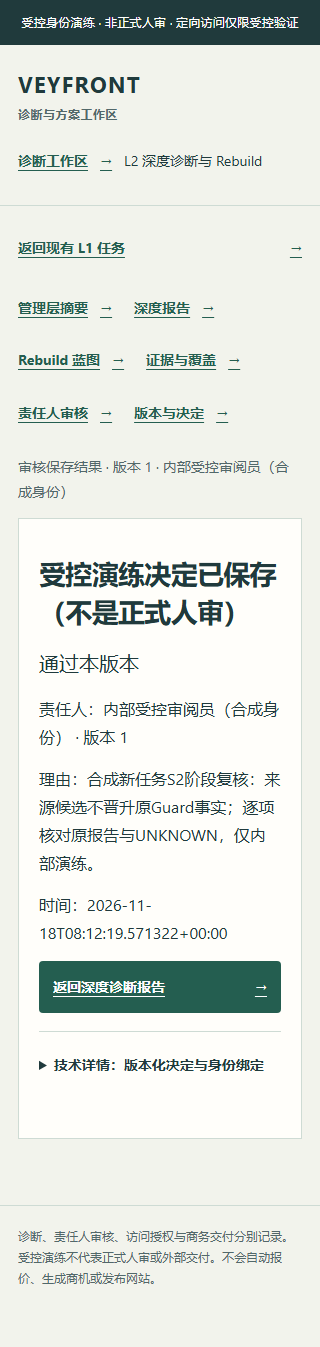 受控身份演练 · 非正式人审 · 定向访问仅限受控验证
VEYFRONT
诊断与方案工作区
诊断工作区 → L2 深度诊断与 Rebuild
返回现有 L1 任务 →
管理层摘要 → 深度报告 →
Rebuild 蓝图 → 证据与覆盖 →
责任人审核 → 版本与决定 →
审核保存结果 · 版本 1 · 内部受控审阅员（合
成身份）
受控演练决定已保存
（不是正式人审）
通过本版本
责任人：内部受控审阅员（合成身
份） · 版本 1
理由：合成新任务S2阶段复核：来
源候选不晋升原Guard事实；逐项
核对原报告与UNKNOWN，仅内
部演练。
时间：2026-11-
18T08:12:19.571322+00:00
返回深度诊断报告 →
▶ 技术详情：版本化决定与身份绑定
诊断、责任人审核、访问授权与商务交付分别记录。
受控演练不代表正式人审或外部交付。不会自动报
价、生成商机或发布网站。